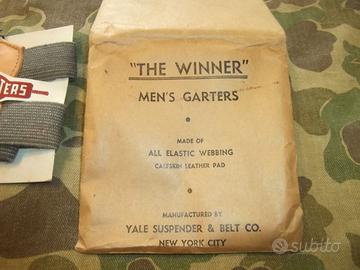 "THE WINNER"
MEN'S GARTERS
MADE OF
ALL ELASTIC WEBBING
CALFSKIN LEATHER PAD
MANUFACTURED BY
YALE SUSPENDER & BELT CO.
NEW YORK CITY
TERS
subito